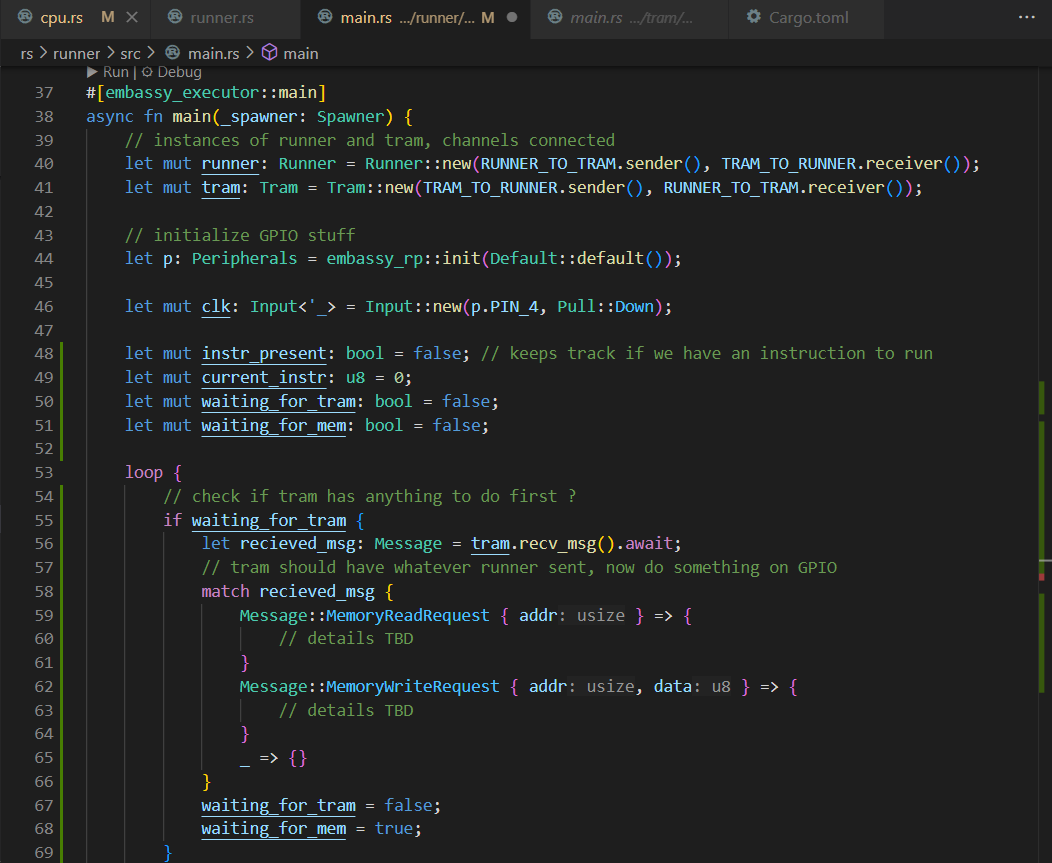 cpu.rs M runner.rs main.rs .../runner/... M main.rs .../tram/... Cargo.toml ...
rs > runner > src > main.rs > main
Run | Debug
37 #[embassy_executor::main]
38 async fn main(_spawner: Spawner) {
39 // instances of runner and tram, channels connected
40 let mut runner: Runner = Runner::new(RUNNER_TO_TRAM.sender(), TRAM_TO_RUNNER.receiver());
41 let mut tram: Tram = Tram::new(TRAM_TO_RUNNER.sender(), RUNNER_TO_TRAM.receiver());
42
43 // initialize GPIO stuff
44 let p: Peripherals = embassy_rp::init(Default::default());
45
46 let mut clk: Input<'_> = Input::new(p.PIN_4, Pull::Down);
47
48 let mut instr_present: bool = false; // keeps track if we have an instruction to run
49 let mut current_instr: u8 = 0;
50 let mut waiting_for_tram: bool = false;
51 let mut waiting_for_mem: bool = false;
52
53 loop {
54 // check if tram has anything to do first ?
55 if waiting_for_tram {
56 let recieved_msg: Message = tram.recv_msg().await;
57 // tram should have whatever runner sent, now do something on GPIO
58 match recieved_msg {
59 Message::MemoryReadRequest { addr: usize } => {
60 // details TBD
61 }
62 Message::MemoryWriteRequest { addr: usize, data: u8 } => {
63 // details TBD
64 }
65 _ => {}
66 }
67 waiting_for_tram = false;
68 waiting_for_mem = true;
69 }